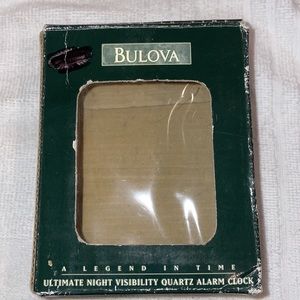 BULOVA
A LEGEND IN TIME
ULTIMATE NIGHT VISIBILITY QUARTZ ALARM CLOCK